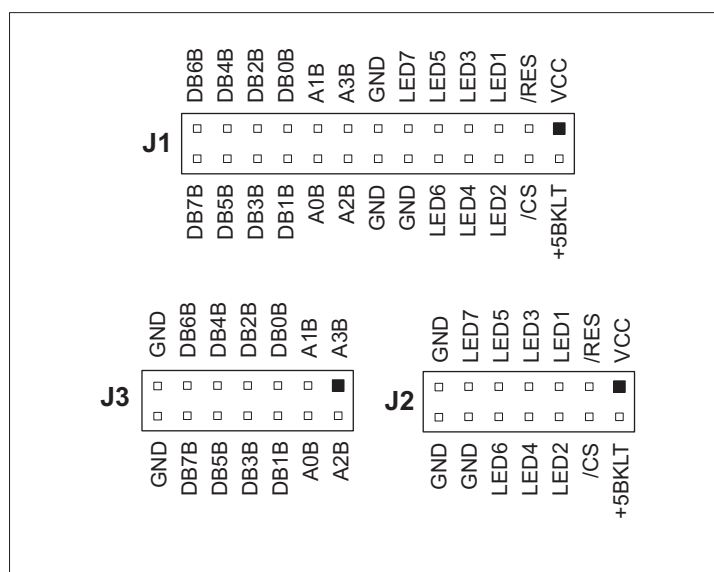 DB6B DB4B DB2B DB0B A1B A3B GND LED7 LED5 LED3 LED1 /RES VCC
J1
DB7B DB5B DB3B DB1B A0B A2B GND GND LED6 LED4 LED2 /CS +5BKLT
GND DB6B DB4B DB2B DB0B A1B A3B
J3
GND DB7B DB5B DB3B DB1B A0B A2B
GND LED7 LED5 LED3 LED1 /RES VCC
J2
GND GND LED6 LED4 LED2 /CS +5BKLT